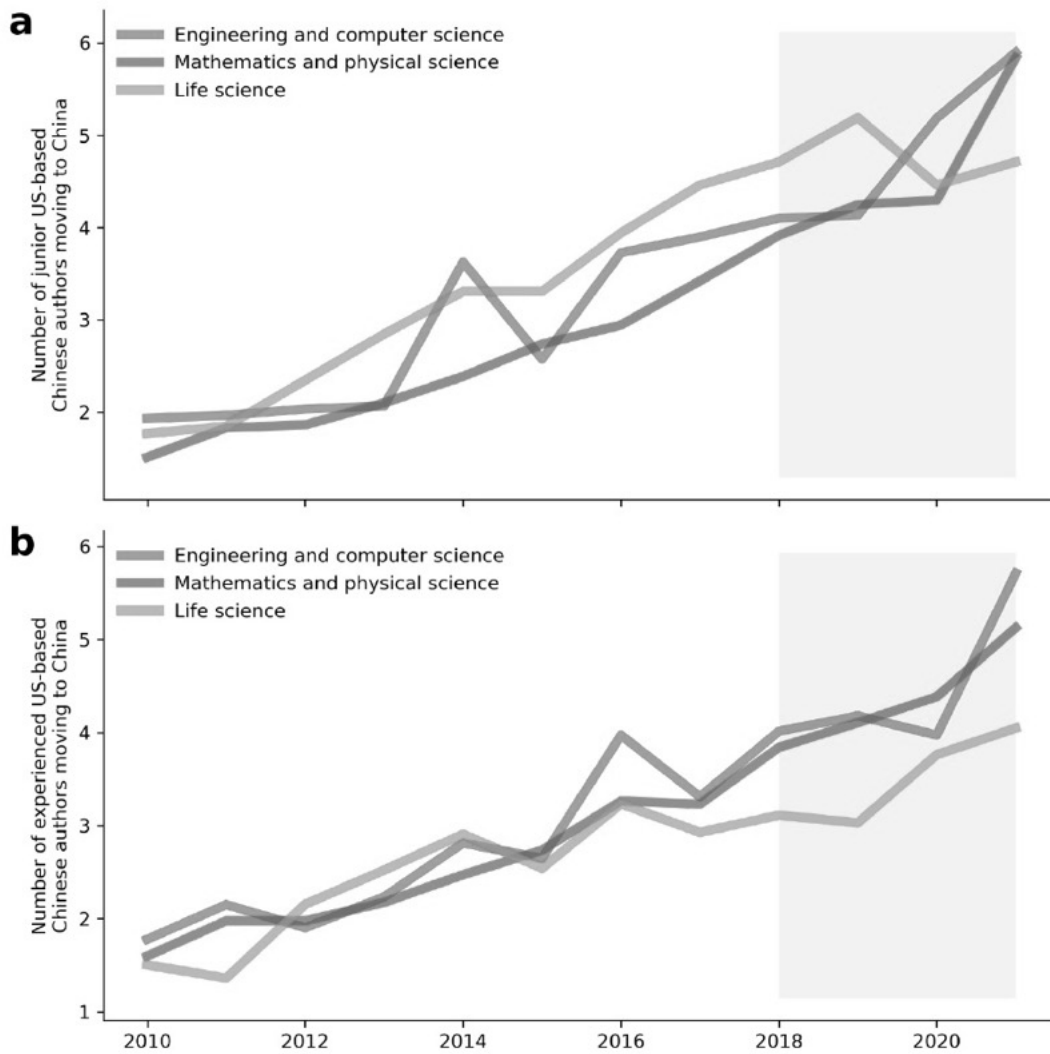 a
Engineering and computer science
Mathematics and physical science
Life science
Number of junior US-based
Chinese authors moving to China
6
5
4
3
2
b
Engineering and computer science
Mathematics and physical science
Life science
Number of experienced US-based
Chinese authors moving to China
6
5
4
3
2
1
2010
2012
2014
2016
2018
2020